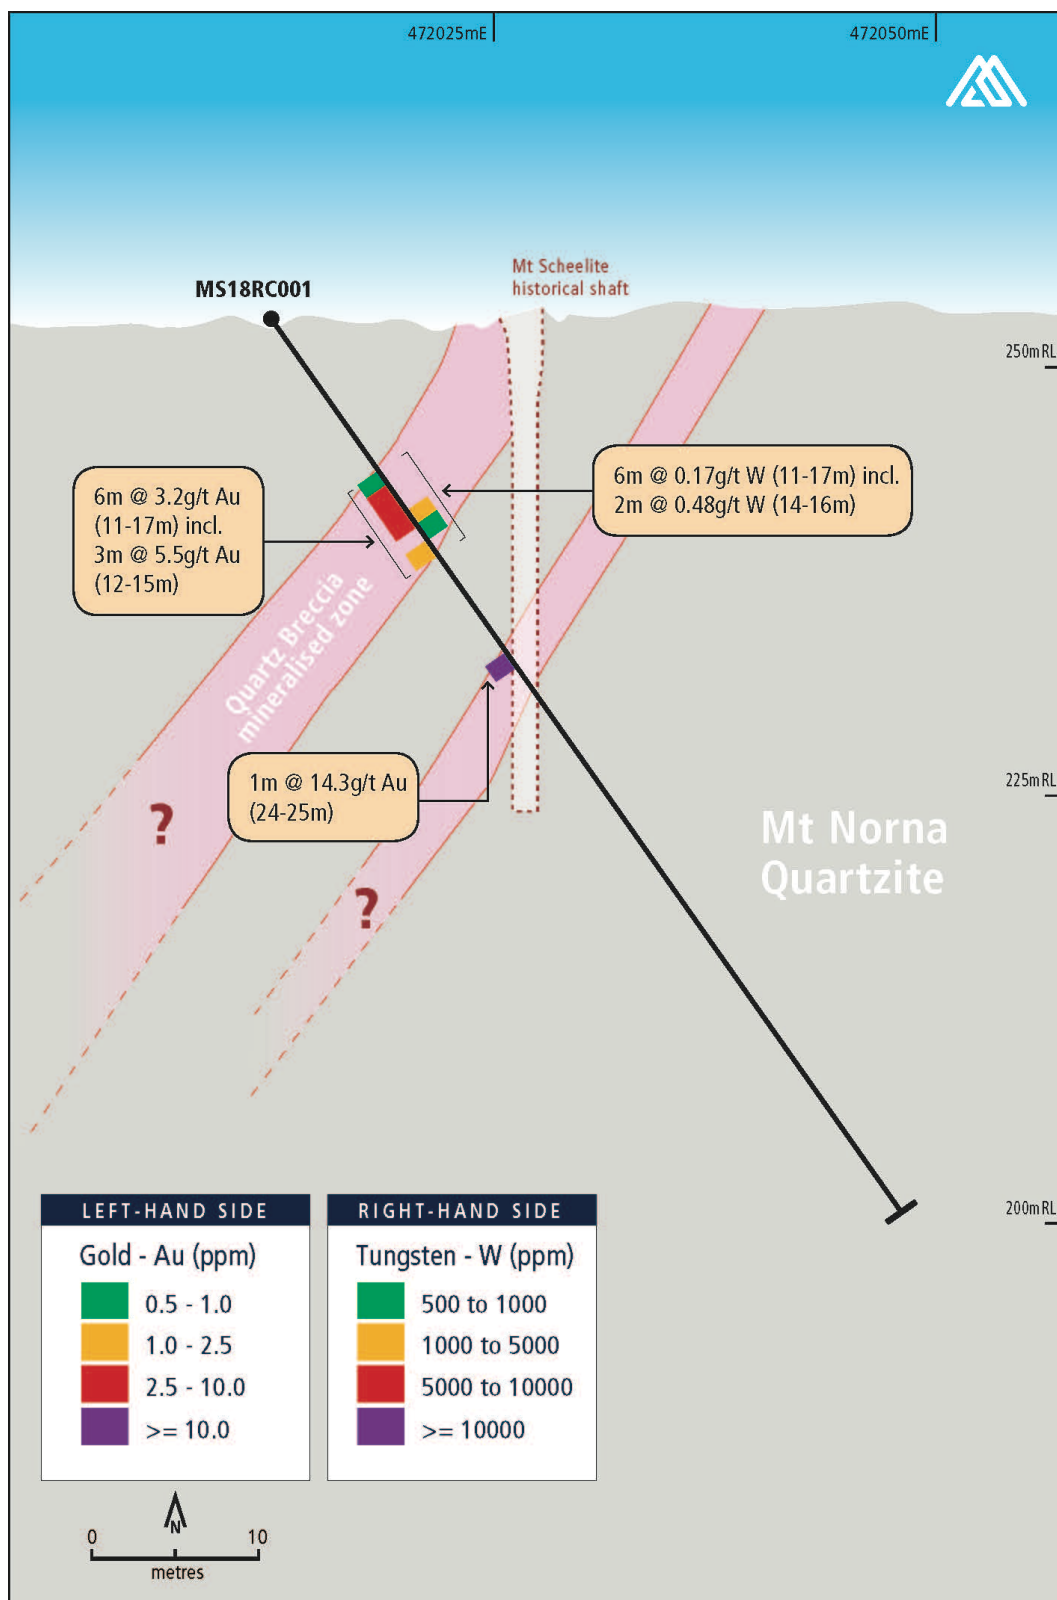 472025mE
472050mE
Mt Scheelite
historical shaft
MS18RC001
250mRL
6m @ 3.2g/t Au
(11-17m) incl.
3m @ 5.5g/t Au
(12-15m)
6m @ 0.17g/t W (11-17m) incl.
2m @ 0.48g/t W (14-16m)
Quartz Breccia
mineralised zone
1m @ 14.3g/t Au
(24-25m)
225mRL
?
?
Mt Norna
Quartzite
200mRL
LEFT-HAND SIDE
Gold - Au (ppm)
0.5 - 1.0
1.0 - 2.5
2.5 - 10.0
>= 10.0
RIGHT-HAND SIDE
Tungsten - W (ppm)
500 to 1000
1000 to 5000
5000 to 10000
>= 10000
N
0 10
metres